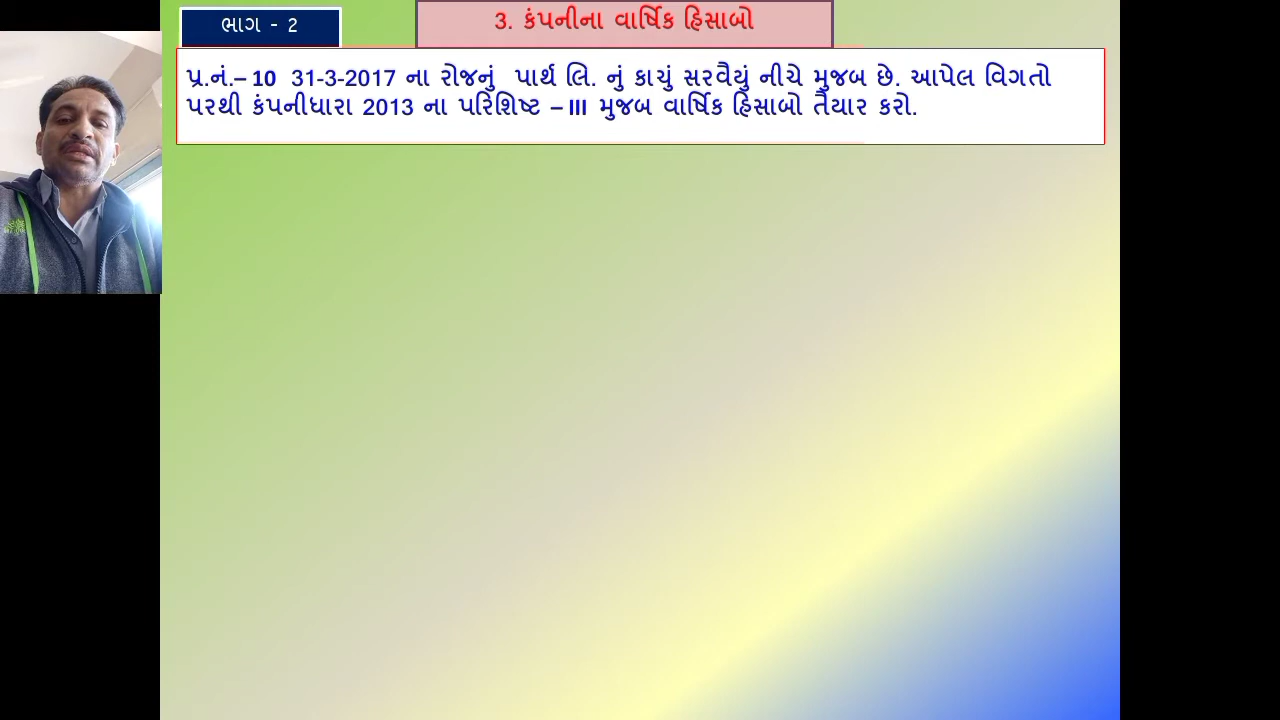 ભાગ - 2
3. કંપનીના વાર્ષિક હિસાબો
પ્ર.નં.– 10 31-3-2017 ના રોજનું પાર્થ લિ. નું કાચું સરવૈયું નીચે મુજબ છે. આપેલ વિગતો
પરથી કંપનીધારા 2013 ના પરિશિષ્ટ – III મુજબ વાર્ષિક હિસાબો તૈયાર કરો.